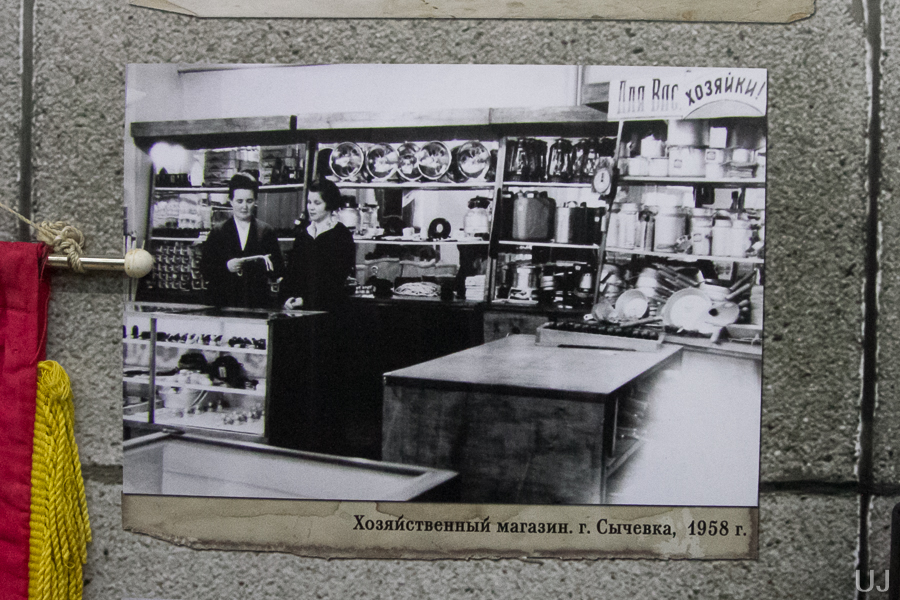 Для Вас, хозяйки!
Хозяйственный магазин. г. Сычевка, 1958 г.
UJ